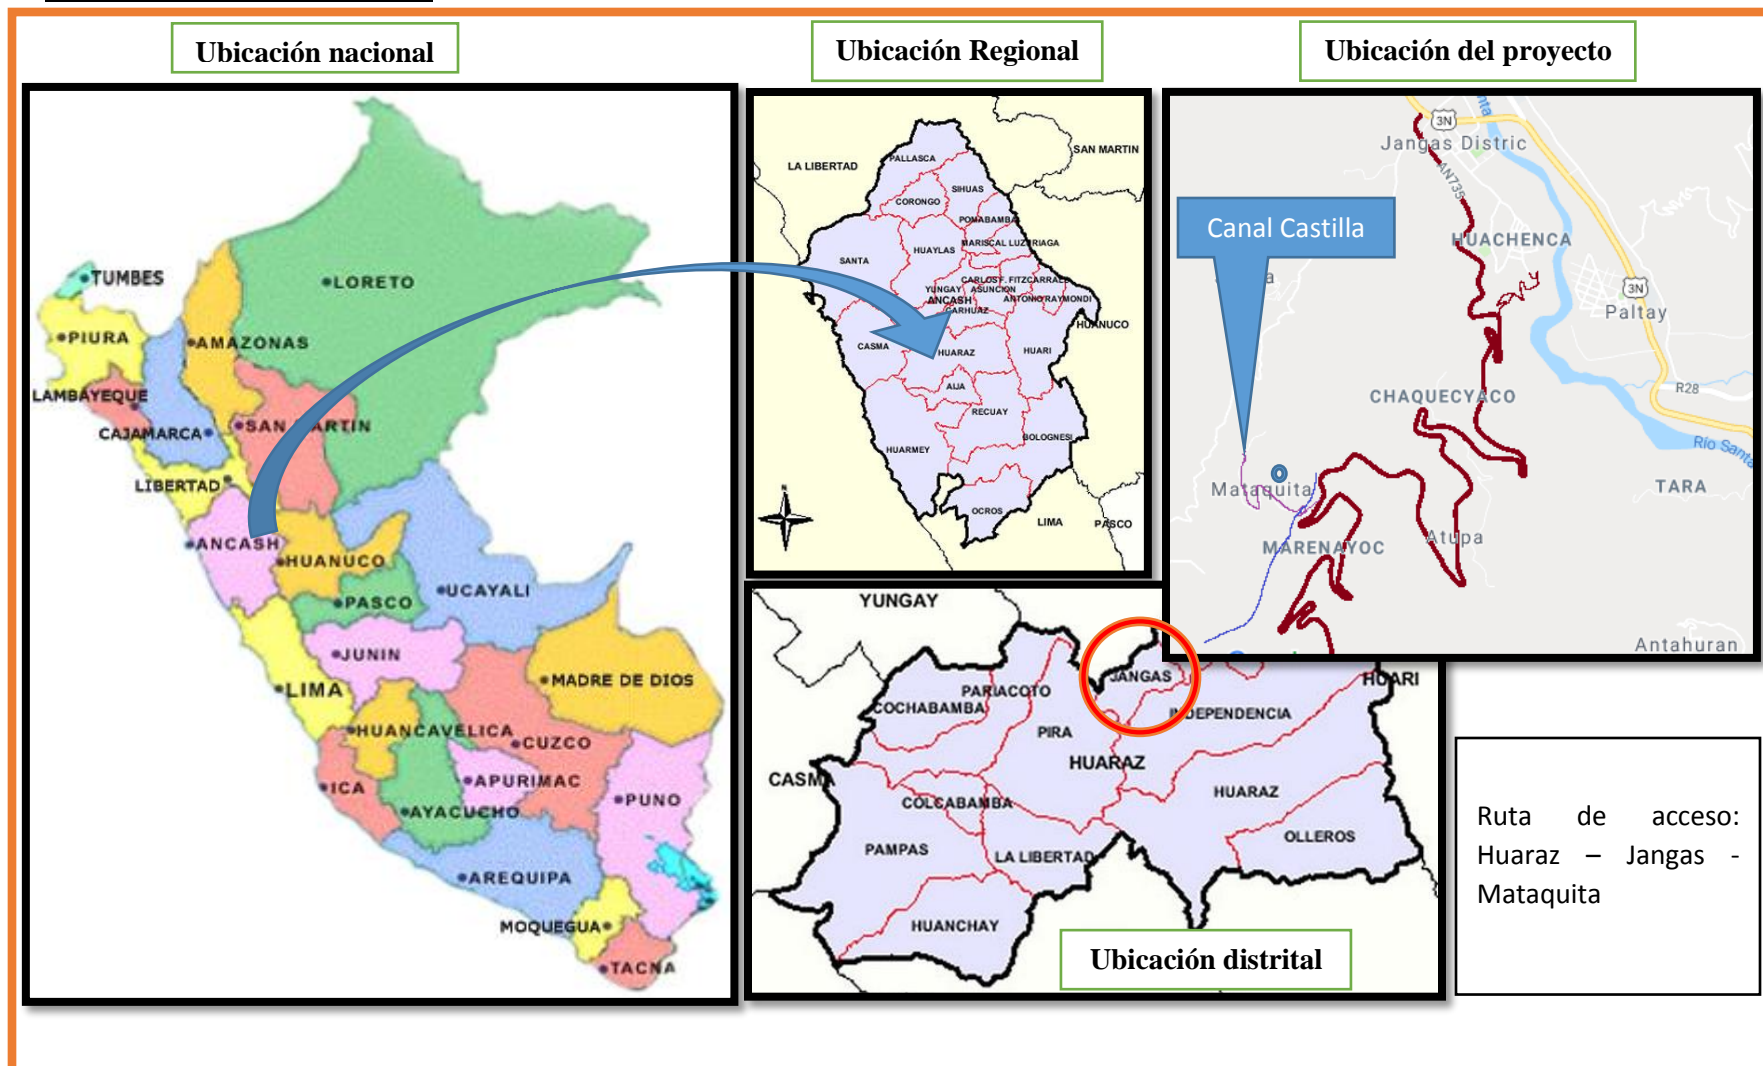 Ubicación nacional
Ubicación Regional
Ubicación del proyecto
TUMBES
LORETO
PIURA
AMAZONAS
LAMBAYEQUE
SAN MARTIN
CAJAMARCA
LIBERTAD
ANCASH
HUANUCO
UCAYALI
PASCO
JUNIN
LIMA
MADRE DE DIOS
HUANCAVELICA
CUZCO
ICA
APURIMAC
PUNO
AYACUCHO
AREQUIPA
MOQUEGUA
TACNA
LA LIBERTAD
SAN MARTIN
PALLASCA
SIHUAS
CORONGO
POMABAMBA
HUAYLAS
MARISCAL LUZURIAGA
SANTA
CARLOS F. FITZCARRALD
YUNGAY
ASUNCION
ANCASH
ANTONIO RAYMONDI
CARHUAZ
HUANUCO
CASMA
HUARAZ
HUARI
AIJA
RECUAY
HUARMEY
BOLOGNESI
N
OCROS
LIMA
PASCO
3N
Jangas Distric
AN735
Canal Castilla
HUACHENCA
3N
Paltay
R28
CHAQUECYACO
Río Santa
Mataquita
TARA
Atupa
MARENAYOC
Antahuran
YUNGAY
JANGAS
HUARI
PARIACOTO
COCHABAMBA
INDEPENDENCIA
PIRA
HUARAZ
CASMA
COLCABAMBA
HUARAZ
OLLEROS
PAMPAS
LA LIBERTAD
HUANCHAY
Ubicación distrital
Ruta de acceso:
Huaraz – Jangas -
Mataquita